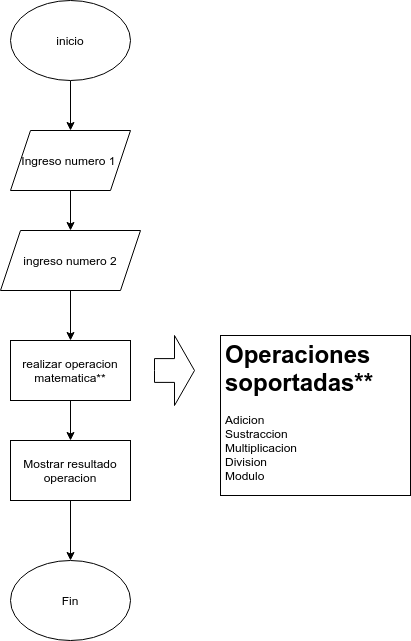 inicio
Ingreso numero 1
ingreso numero 2
realizar operacion
matematica**
Mostrar resultado
operacion
Fin
Operaciones
soportadas**
Adicion
Sustraccion
Multiplicacion
Division
Modulo